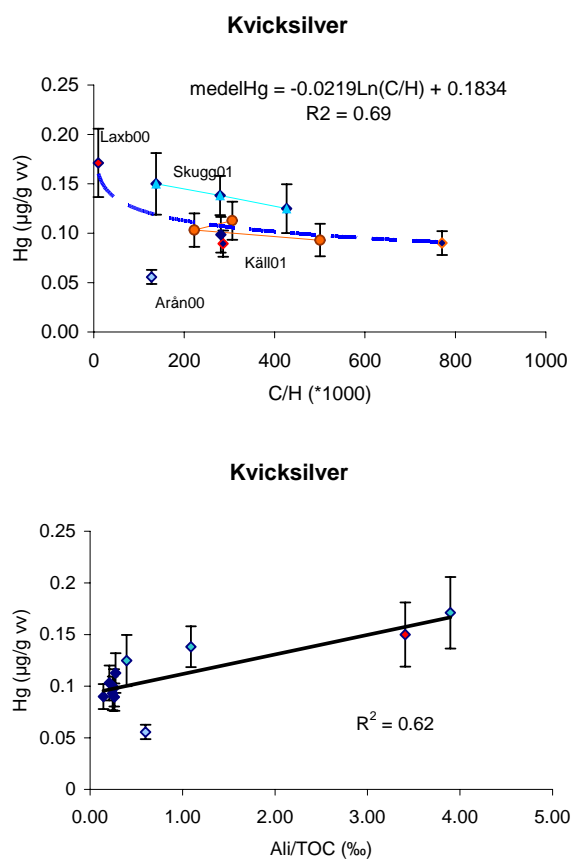 Kvicksilver
medelHg = -0.0219Ln(C/H) + 0.1834
R2 = 0.69
0.25
0.20
0.15
0.10
0.05
0.00
Hg (µg/g vv)
Laxb00
Skugg01
Käll01
Arån00
0 200 400 600 800 1000
C/H (*1000)
Kvicksilver
0.25
0.2
0.15
0.1
0.05
0
Hg (µg/g vv)
R² = 0.62
0.00 1.00 2.00 3.00 4.00 5.00
Ali/TOC (‰)